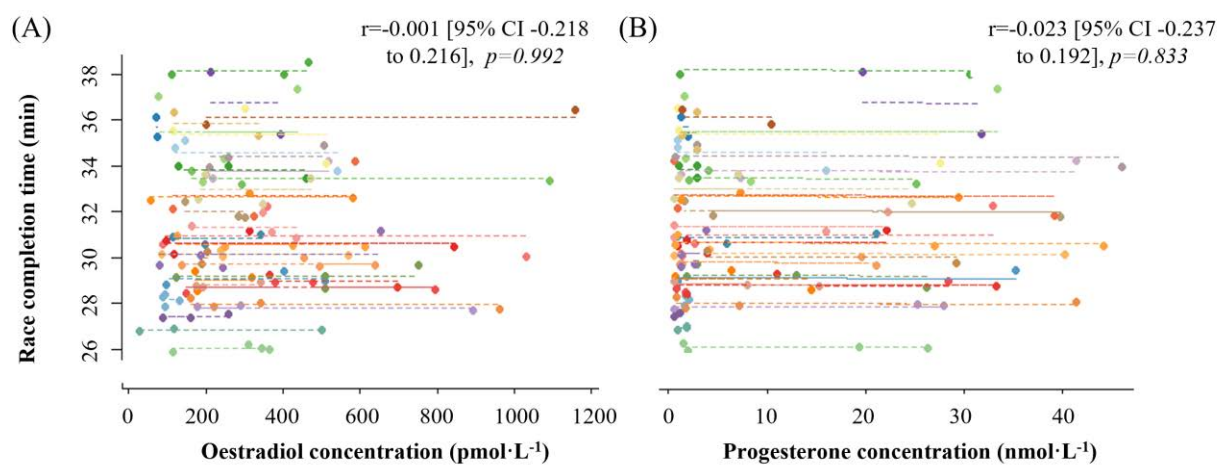 (A)
r=-0.001 [95% CI -0.218
to 0.216], p=0.992
(B)
r=-0.023 [95% CI -0.237
to 0.192], p=0.833
Race completion time (min)
38
36
34
32
30
28
26
0 200 400 600 800 1000 1200
Oestradiol concentration (pmol·L⁻¹)
0 10 20 30 40
Progesterone concentration (nmol·L⁻¹)